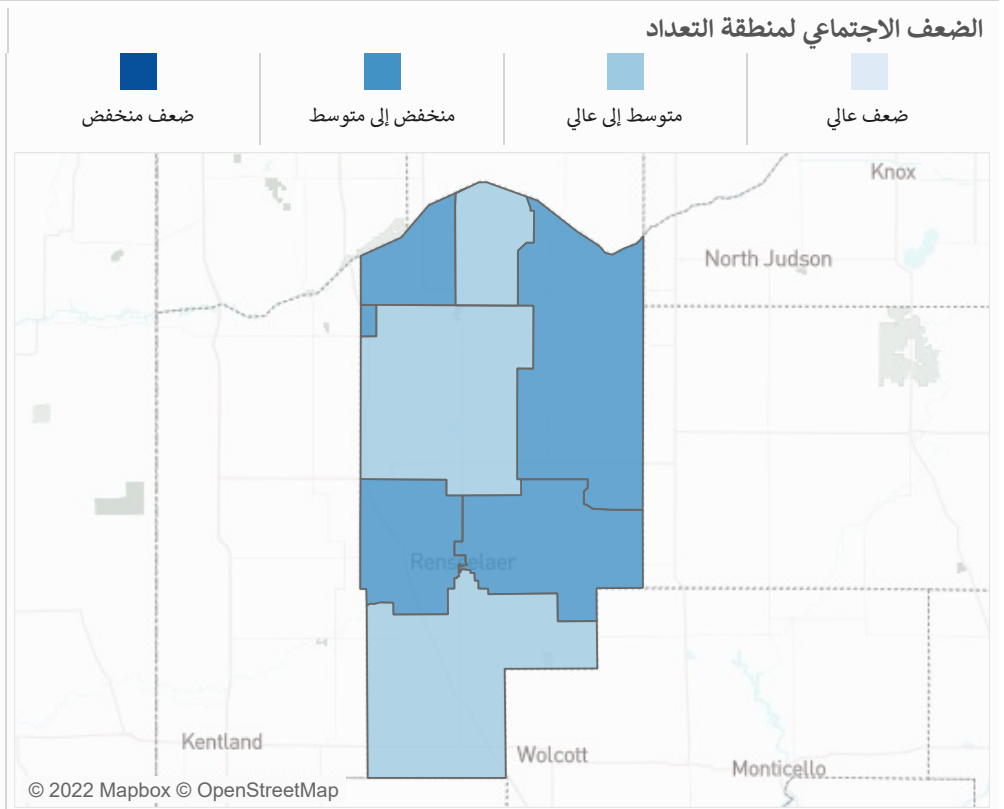 الضعف الاجتماعي لمنطقة التعداد
ضعف عالي
متوسط إلى عالي
منخفض إلى متوسط
ضعف منخفض
Knox
North Judson
Rensselaer
Kentland
Wolcott
Monticello
© 2022 Mapbox © OpenStreetMap